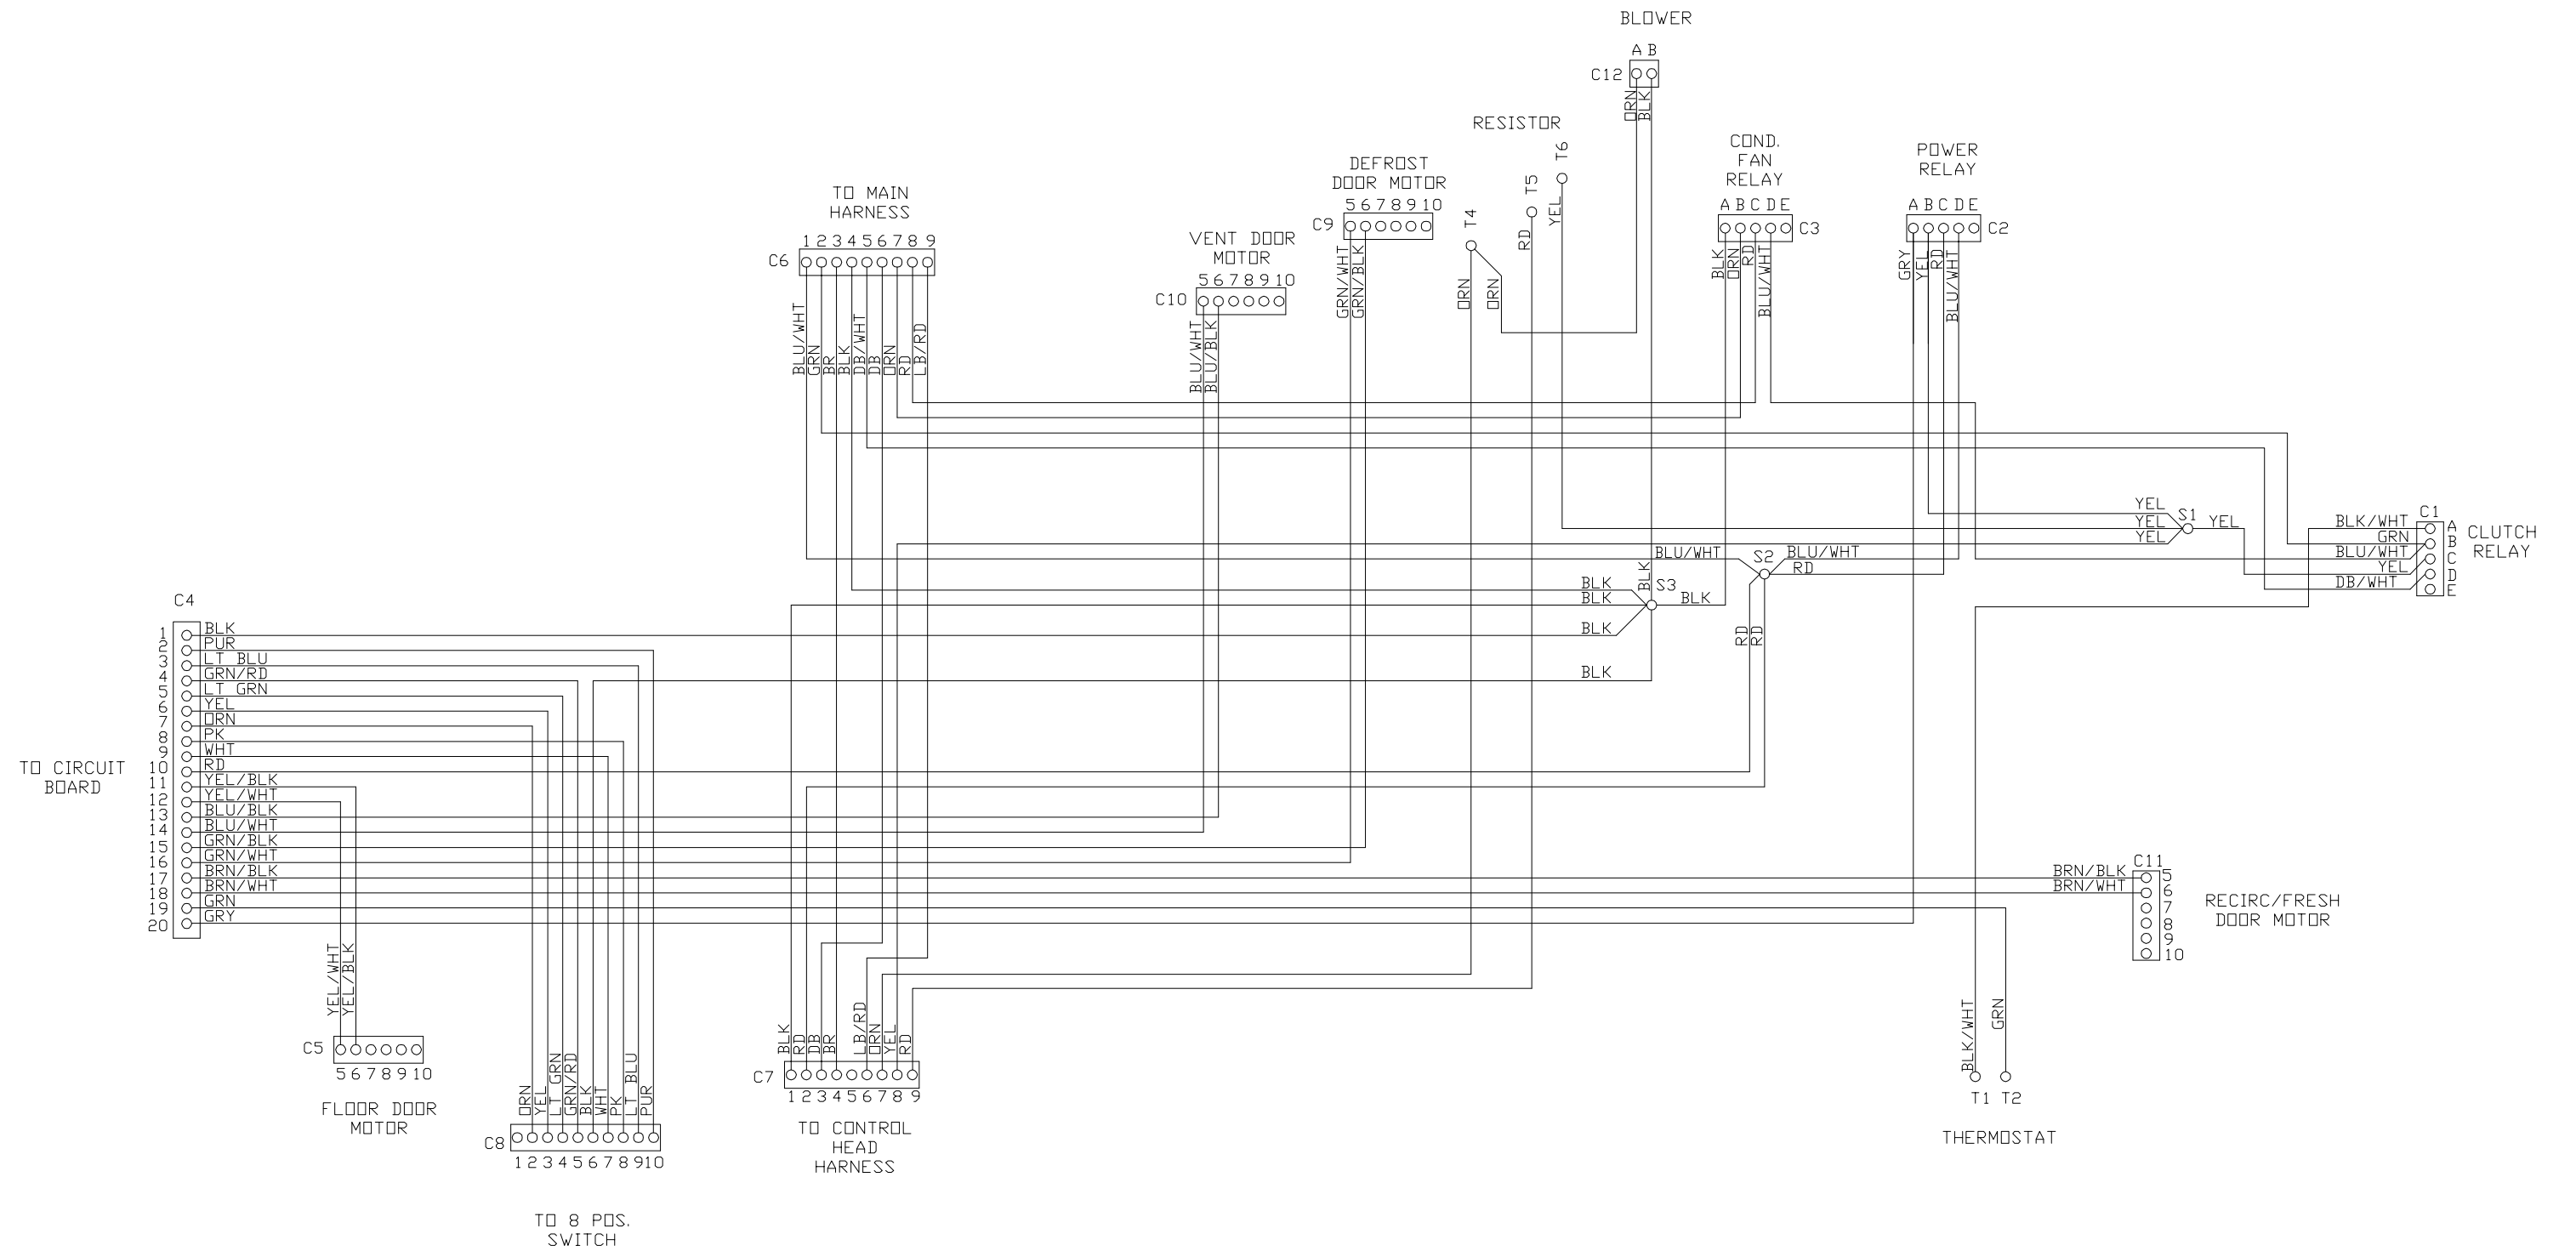 BLOWER
A B
C12
ORN
BLK
RESISTOR
T6
YEL
T5
RD
T4
ORN
ORN
COND.
FAN
RELAY
A B C D E
C3
BLK
ORN
RD
BLU/WHT
POWER
RELAY
A B C D E
C2
GRY
YEL
RD
BLU/WHT
DEFROST
DOOR MOTOR
5 6 7 8 9 10
C9
GRN/WHT
GRN/BLK
TO MAIN
HARNESS
1 2 3 4 5 6 7 8 9
C6
BLU/WHT
GRN
BR
BLK
DB/WHT
DB
ORN
RD
LB/RD
VENT DOOR
MOTOR
5 6 7 8 9 10
C10
BLU/WHT
BLU/BLK
YEL
S1
YEL
YEL
YEL
C1
BLK/WHT
A
GRN
B
BLU/WHT
C
YEL
D
DB/WHT
E
CLUTCH
RELAY
BLU/WHT
S2
BLU/WHT
RD
BLK
S3
BLK
BLK
BLK
BLK
BLK
RD
RD
C4
1 BLK
2 PUR
3 LT BLU
4 GRN/RD
5 LT GRN
6 YEL
7 ORN
8 PK
9 WHT
10 RD
11 YEL/BLK
12 YEL/WHT
13 BLU/BLK
14 BLU/WHT
15 GRN/BLK
16 GRN/WHT
17 BRN/BLK
18 BRN/WHT
19 GRN
20 GRY
TO CIRCUIT
BOARD
C11
BRN/BLK
5
BRN/WHT
6
7
8
9
10
RECIRC/FRESH
DOOR MOTOR
YEL/WHT
YEL/BLK
C5
5 6 7 8 9 10
FLOOR DOOR
MOTOR
ORN
YEL
LT GRN
GRN/RD
BLK
WHT
PK
LT BLU
PUR
C8
1 2 3 4 5 6 7 8 9 10
TO 8 POS.
SWITCH
BLK
RD
DB
BR
LB/RD
ORN
YEL
RD
C7
1 2 3 4 5 6 7 8 9
TO CONTROL
HEAD
HARNESS
BLK/WHT
GRN
T1 T2
THERMOSTAT